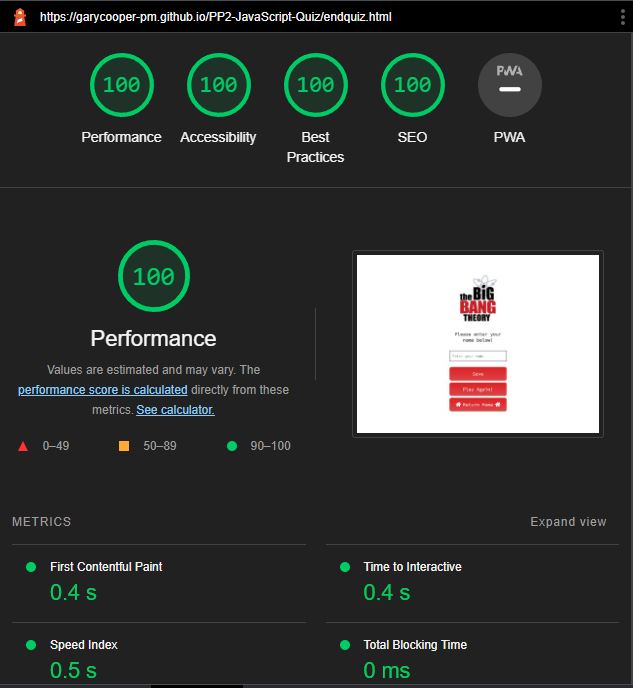 https://garycooper-pm.github.io/PP2-JavaScript-Quiz/endquiz.html
100
100
100
100
PWA
Performance
Accessibility
Best
Practices
SEO
PWA
100
Performance
Values are estimated and may vary. The
performance score is calculated directly from these
metrics. See calculator.
0–49
50–89
90–100
the BIG
BANG
THEORY
Please enter your
name below!
Enter your name
Save
Play Again!
Return Home
METRICS
Expand view
First Contentful Paint
0.4 s
Time to Interactive
0.4 s
Speed Index
0.5 s
Total Blocking Time
0 ms